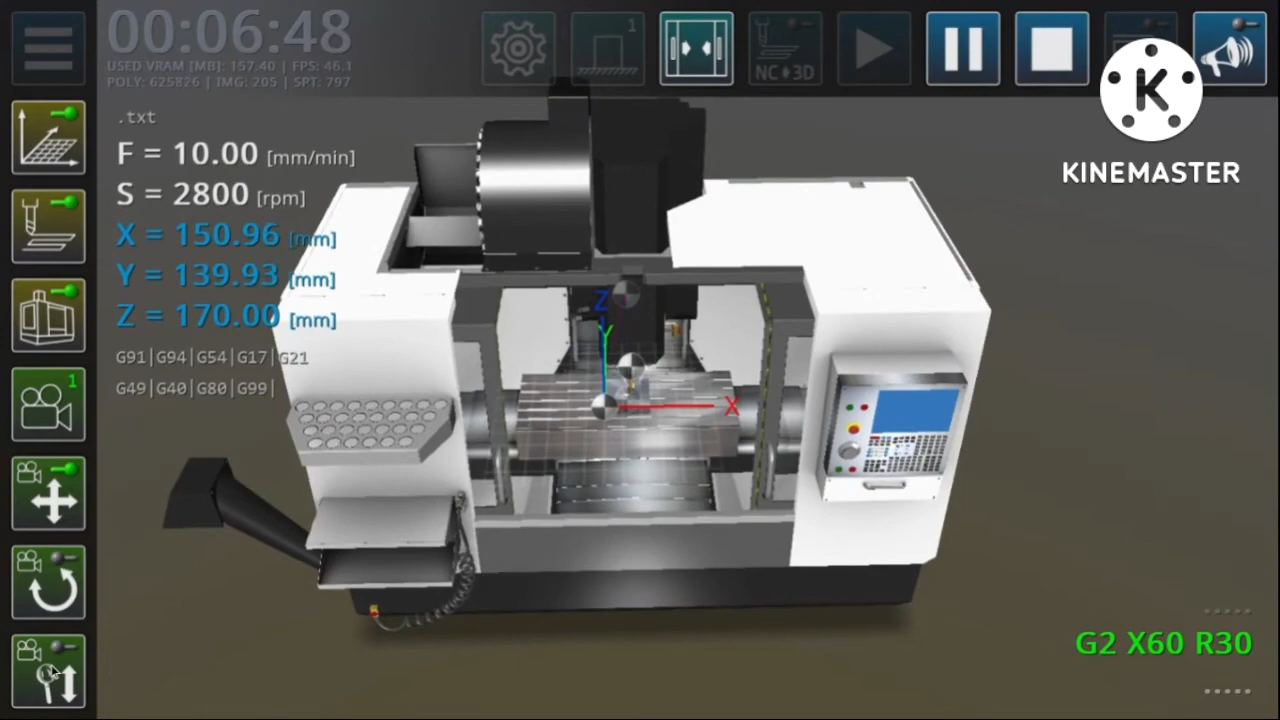 00:06:48
USED VRAM [MB]: 157.40 | FPS: 46.1
POLY: 625826 | IMG: 205 | SPT: 797
1
NC 3D
K
KINEMASTER
.txt
F = 10.00 [mm/min]
S = 2800 [rpm]
X = 150.96 [mm]
Y = 139.93 [mm]
Z = 170.00 [mm]
G91|G94|G54|G17|G21
G49|G40|G80|G99|
1
Z
Y
X
G2 X60 R30